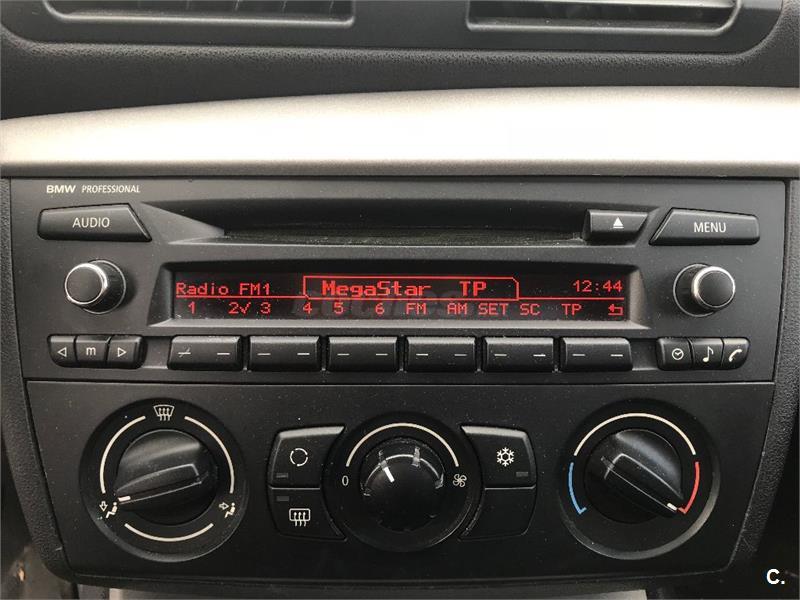 BMW PROFESSIONAL
AUDIO
MENU
Radio FM1 MegaStar TP 12:44
1 2√ 3 4 5 6 FM AM SET SC TP
m
0
C.